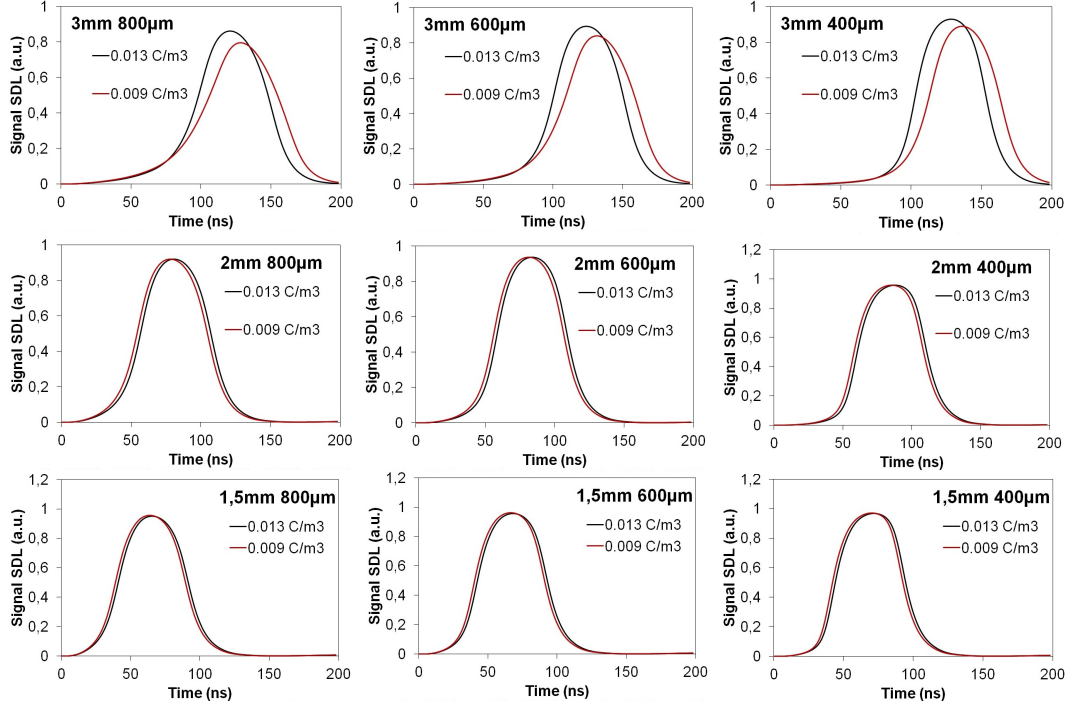 3mm 800µm
0.013 C/m3
0.009 C/m3
Signal SDL (a.u.)
1
0,8
0,6
0,4
0,2
0
0 50 100 150 200
Time (ns)
3mm 600µm
0.013 C/m3
0.009 C/m3
Signal SDL (a.u.)
1
0,8
0,6
0,4
0,2
0
0 50 100 150 200
Time (ns)
3mm 400µm
0.013 C/m3
0.009 C/m3
Signal SDL (a.u.)
1
0,8
0,6
0,4
0,2
0
0 50 100 150 200
Time (ns)
2mm 800µm
0.013 C/m3
0.009 C/m3
Signal SDL (a.u.)
1
0,8
0,6
0,4
0,2
0
0 50 100 150 200
Time (ns)
2mm 600µm
0.013 C/m3
0.009 C/m3
Signal SDL (a.u.)
1
0,8
0,6
0,4
0,2
0
0 50 100 150 200
Time (ns)
2mm 400µm
0.013 C/m3
0.009 C/m3
Signal SDL (a.u.)
1,2
1
0,8
0,6
0,4
0,2
0
0 50 100 150 200
Time (ns)
1,5mm 800µm
0.013 C/m3
0.009 C/m3
Signal SDL (a.u.)
1,2
1
0,8
0,6
0,4
0,2
0
0 50 100 150 200
Time (ns)
1,5mm 600µm
0.013 C/m3
0.009 C/m3
Signal SDL (a.u.)
1,2
1
0,8
0,6
0,4
0,2
0
0 50 100 150 200
Time (ns)
1,5mm 400µm
0.013 C/m3
0.009 C/m3
Signal SDL (a.u.)
1,2
1
0,8
0,6
0,4
0,2
0
0 50 100 150 200
Time (ns)